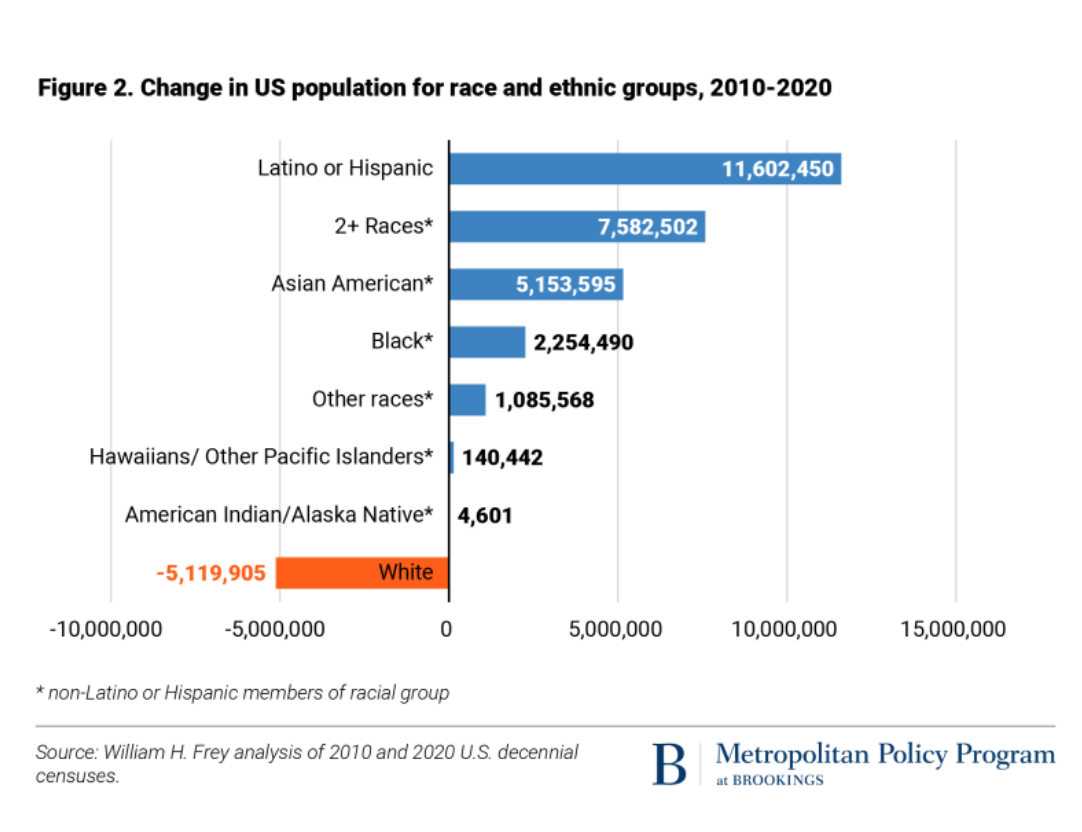 Figure 2. Change in US population for race and ethnic groups, 2010-2020
Latino or Hispanic 11,602,450
2+ Races* 7,582,502
Asian American* 5,153,595
Black* 2,254,490
Other races* 1,085,568
Hawaiians/ Other Pacific Islanders* 140,442
American Indian/Alaska Native* 4,601
-5,119,905 White
-10,000,000 -5,000,000 0 5,000,000 10,000,000 15,000,000
* non-Latino or Hispanic members of racial group
Source: William H. Frey analysis of 2010 and 2020 U.S. decennial
censuses.
B Metropolitan Policy Program
at BROOKINGS